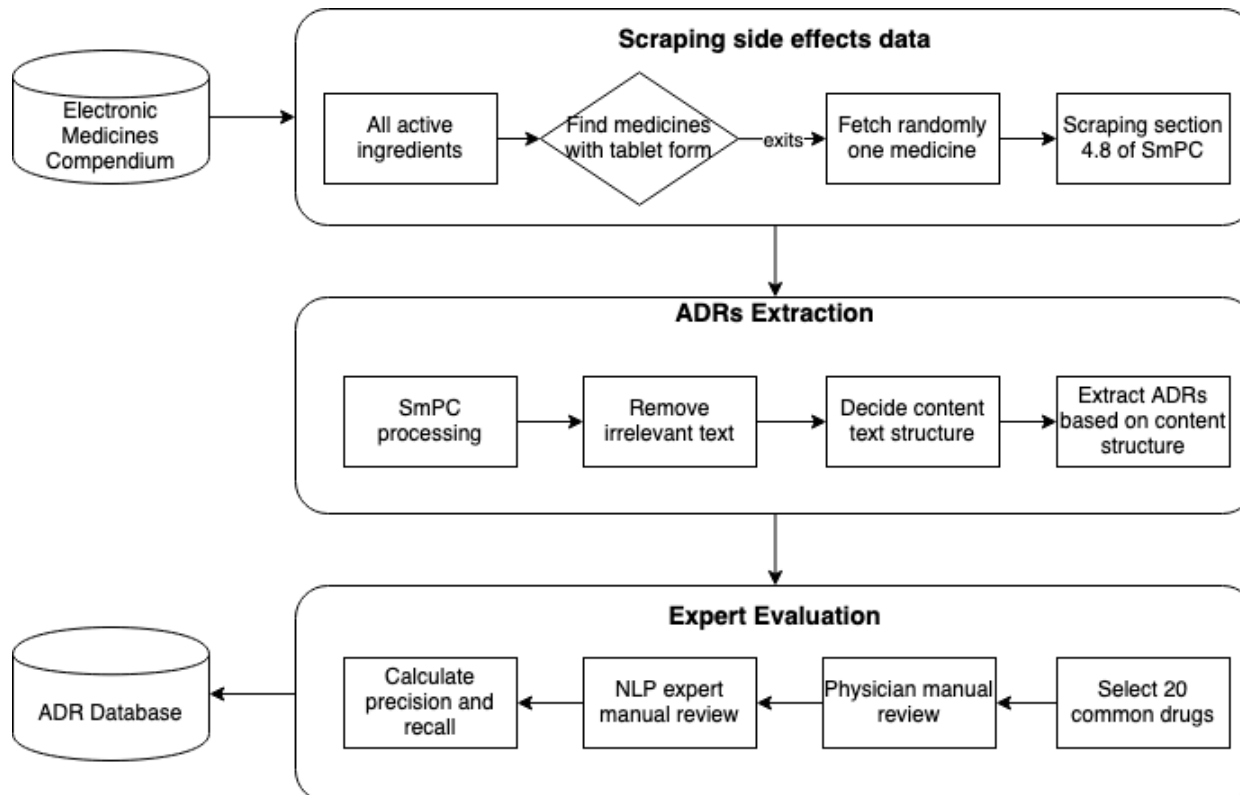 Scraping side effects data
Electronic
Medicines
Compendium
All active
ingredients
Find medicines
with tablet form
exits
Fetch randomly
one medicine
Scraping section
4.8 of SmPC
ADRs Extraction
SmPC
processing
Remove
irrelevant text
Decide content
text structure
Extract ADRs
based on content
structure
Expert Evaluation
ADR Database
Calculate
precision and
recall
NLP expert
manual review
Physician manual
review
Select 20
common drugs